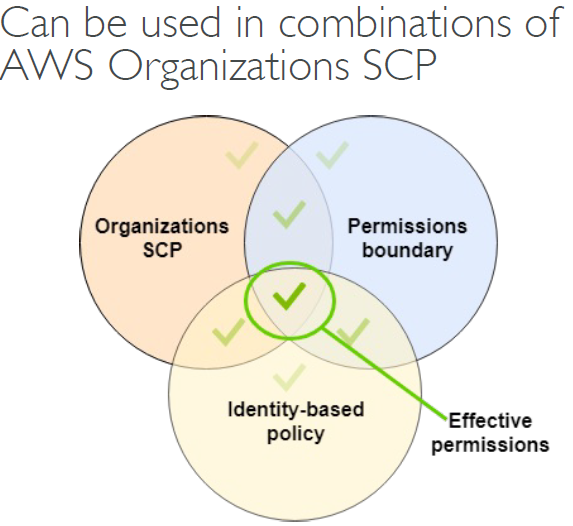 Can be used in combinations of
AWS Organizations SCP
Organizations
SCP
Permissions
boundary
Identity-based
policy
Effective
permissions